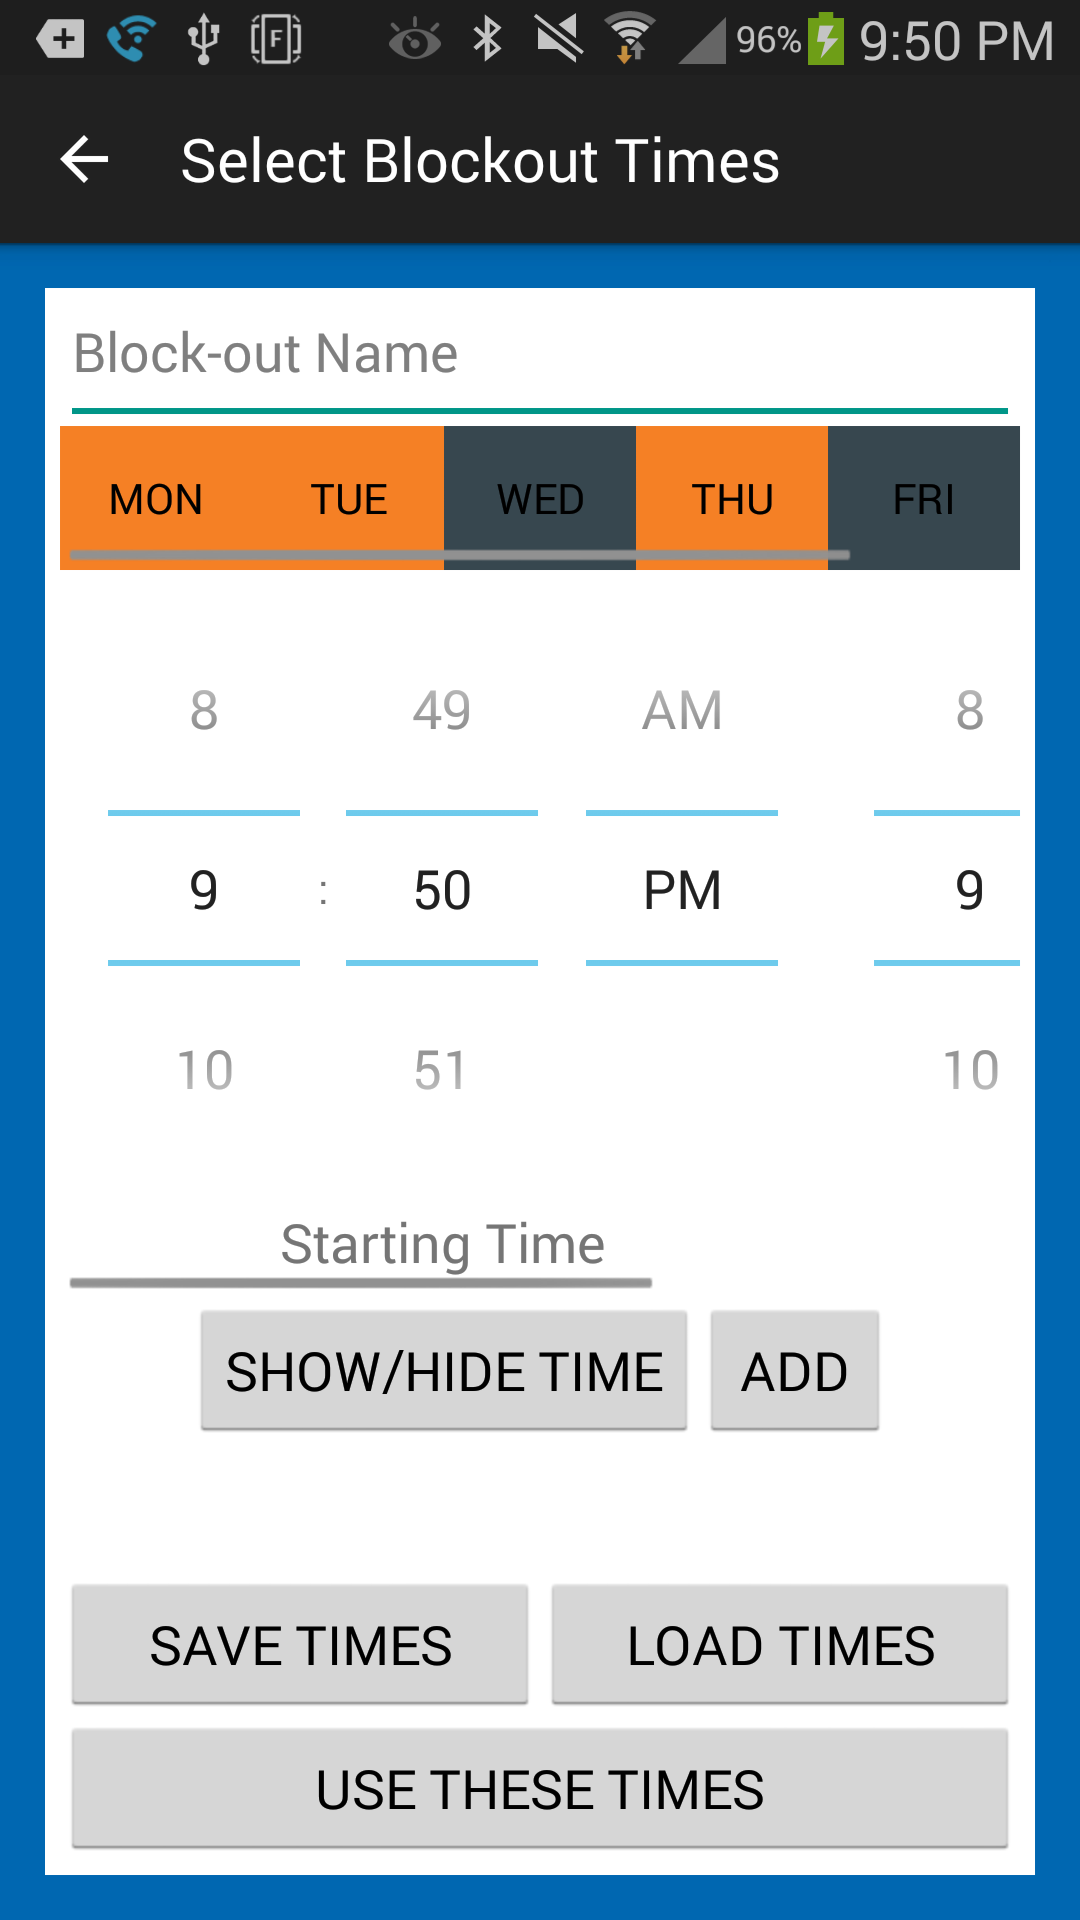 F 96% 9:50 PM
Select Blockout Times
Block-out Name
MON TUE WED THU FRI
8 49 AM 8
9 : 50 PM 9
10 51 10
Starting Time
SHOW/HIDE TIME ADD
SAVE TIMES LOAD TIMES
USE THESE TIMES